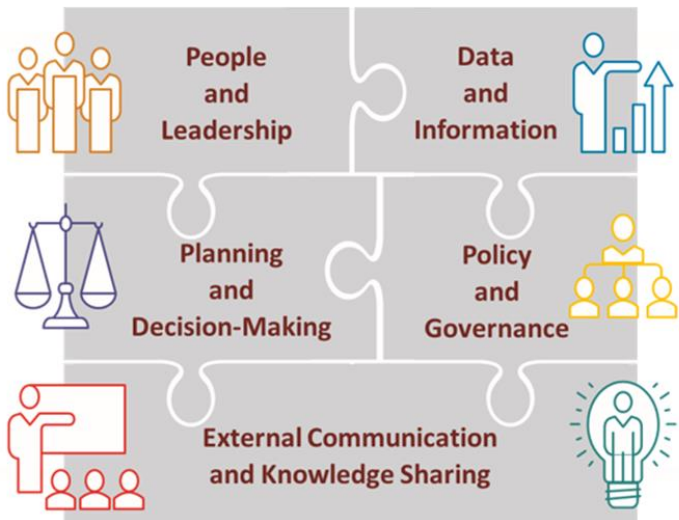 People
and
Leadership
Data
and
Information
Planning
and
Decision-Making
Policy
and
Governance
External Communication
and Knowledge Sharing